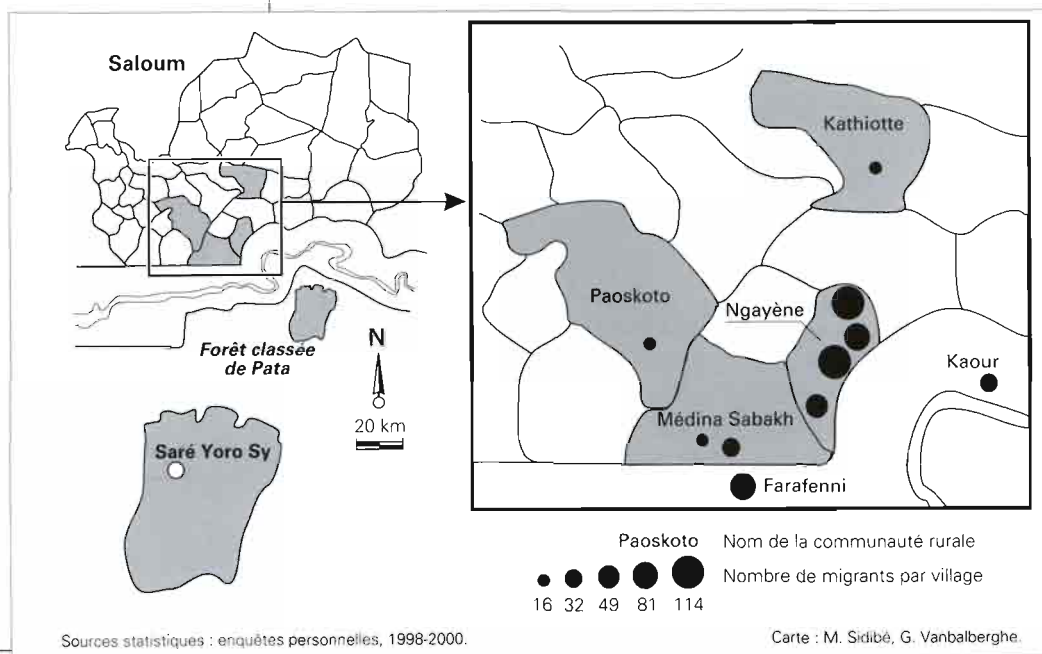 Saloum
Kathiotte
Paoskoto
Ngayène
Kaour
Forêt classée
de Pata
N
20 km
Médina Sabakh
Saré Yoro Sy
Farafenni
Paoskoto Nom de la communauté rurale
Nombre de migrants par village
16 32 49 81 114
Sources statistiques : enquêtes personnelles, 1998-2000.
Carte : M. Sidibé, G. Vanbalberghe.